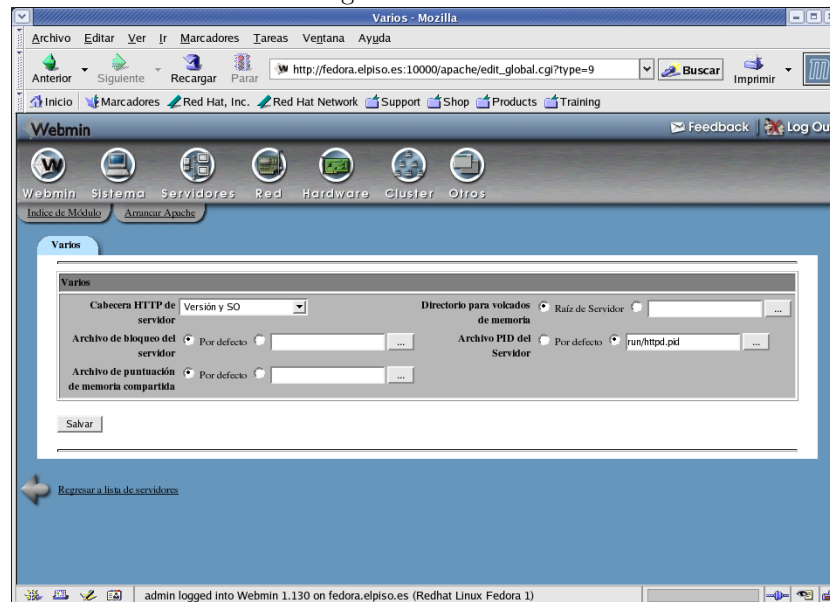 Varios - Mozilla
Archivo Editar Ver Ir Marcadores Tareas Ventana Ayuda
Anterior Siguiente Recargar Parar http://fedora.elpiso.es:10000/apache/edit_global.cgi?type=9 Buscar Imprimir
Inicio Marcadores Red Hat, Inc. Red Hat Network Support Shop Products Training
Webmin Feedback Log Ou
Webmin Sistema Servidores Red Hardware Cluster Otros
Indice de Módulo Arrancar Apache
Varios
Varios
Cabecera HTTP de servidor Versión y SO Directorio para volcados de memoria Raíz de Servidor ...
Archivo de bloqueo del servidor Por defecto ... Archivo PID del Servidor Por defecto run/httpd.pid ...
Archivo de puntuación de memoria compartida Por defecto ...
Salvar
Regresar a lista de servidores
admin logged into Webmin 1.130 on fedora.elpiso.es (Redhat Linux Fedora 1)